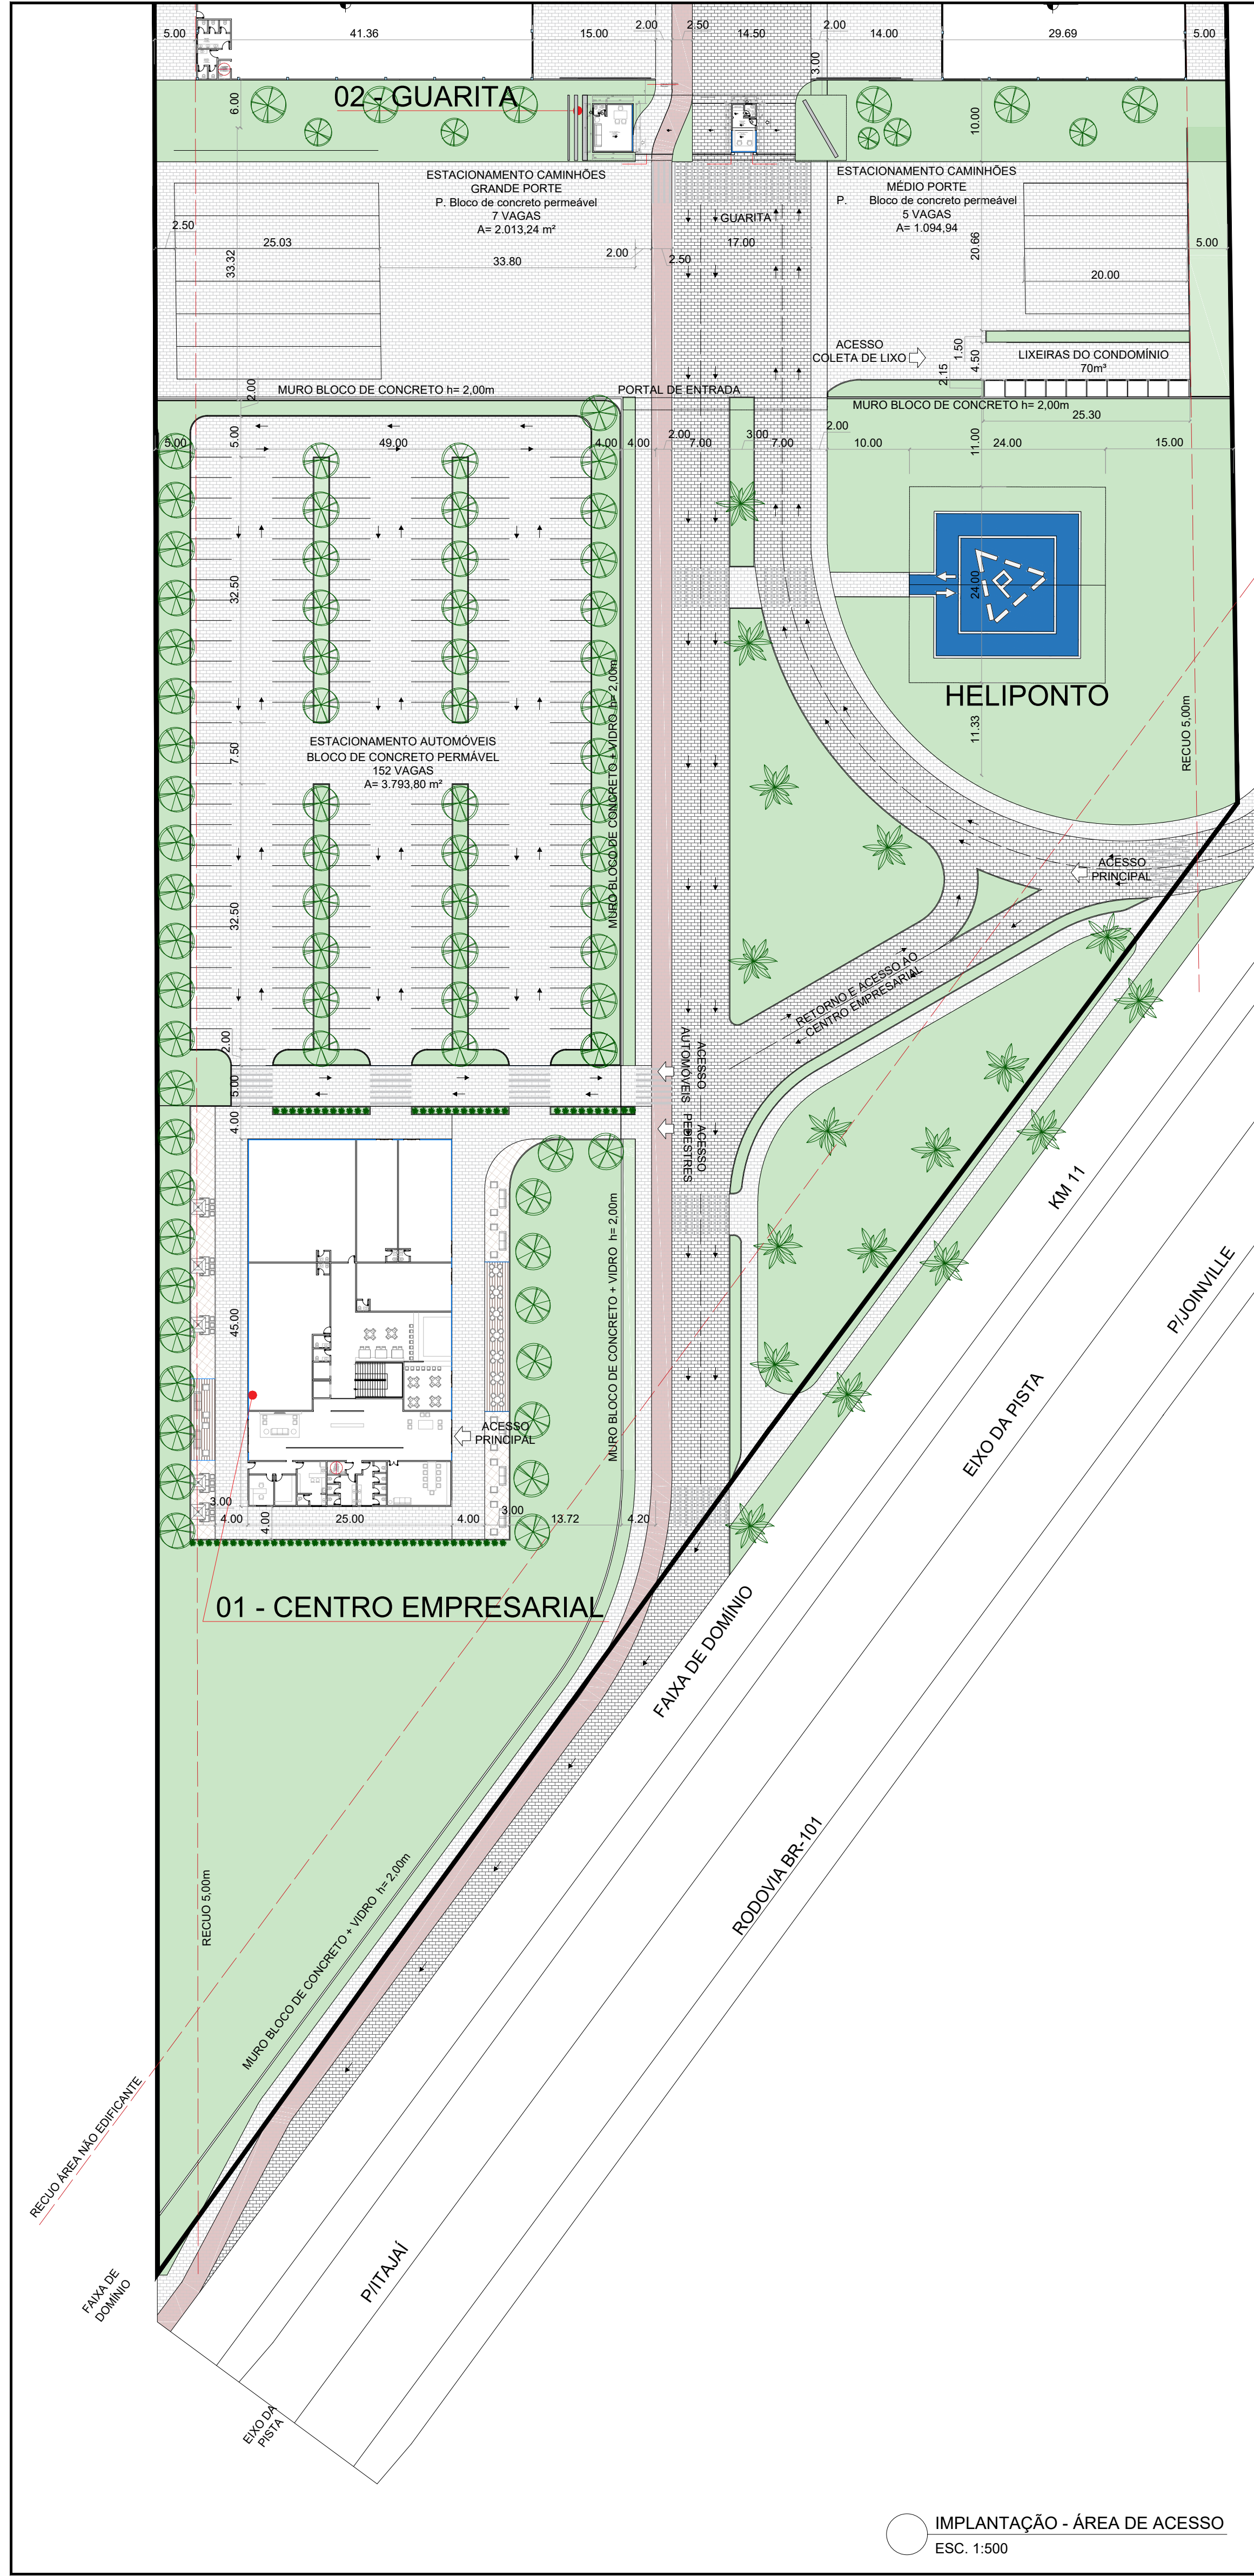 5.00
41.36
15.00
2.00
2.50
14.50
2.00
14.00
29.69
5.00
3.00
02 - GUARITA
6.00
10.00
ESTACIONAMENTO CAMINHÕES
GRANDE PORTE
P. Bloco de concreto permeável
7 VAGAS
A= 2.013,24 m²
ESTACIONAMENTO CAMINHÕES
MÉDIO PORTE
P. Bloco de concreto permeável
5 VAGAS
A= 1.094,94
GUARITA
2.50
25.03
33.32
33.80
2.00
2.50
17.00
20.66
5.00
20.00
ACESSO
COLETA DE LIXO
1.50
4.50
2.15
LIXEIRAS DO CONDOMÍNIO
70m³
2.00
MURO BLOCO DE CONCRETO h= 2,00m
PORTAL DE ENTRADA
MURO BLOCO DE CONCRETO h= 2,00m
25.30
5.00
5.00
49.00
4.00
4.00
2.00
7.00
3.00
7.00
2.00
10.00
11.00
24.00
15.00
32.50
24.00
P
HELIPONTO
11.33
RECUO 5,00m
7.50
ESTACIONAMENTO AUTOMÓVEIS
BLOCO DE CONCRETO PERMÁVEL
152 VAGAS
A= 3.793,80 m²
MURO BLOCO DE CONCRETO + VIDRO h= 2,00m
ACESSO
PRINCIPAL
32.50
RETORNO E ACESSO AO
CENTRO EMPRESARIAL
2.00
5.00
4.00
ACESSO
AUTOMÓVEIS
ACESSO
PEDESTRES
KM 11
P/JOINVILLE
45.00
MURO BLOCO DE CONCRETO + VIDRO h= 2,00m
EIXO DA PISTA
ACESSO
PRINCIPAL
3.00
4.00
4.00
25.00
4.00
3.00
13.72
4.20
01 - CENTRO EMPRESARIAL
FAIXA DE DOMÍNIO
RODOVIA BR-101
RECUO 5,00m
MURO BLOCO DE CONCRETO + VIDRO h= 2,00m
RECUO ÁREA NÃO EDIFICANTE
P/ITAJAÍ
FAIXA DE
DOMÍNIO
EIXO DA
PISTA
IMPLANTAÇÃO - ÁREA DE ACESSO
ESC. 1:500